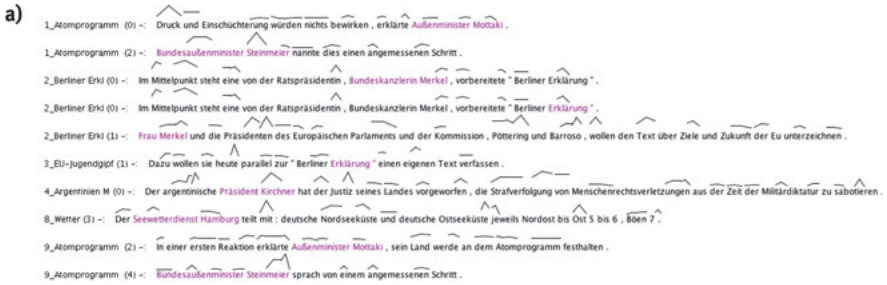 a)
1_Atomprogramm (0) -: Druck und Einschüchterung würden nichts bewirken , erklärte Außenminister Mottaki .
1_Atomprogramm (2) -: Bundesaußenminister Steinmeier nannte dies einen angemessenen Schritt .
2_Berliner Erkl (0) -: Im Mittelpunkt steht eine von der Ratspräsidentin , Bundeskanzlerin Merkel , vorbereitete " Berliner Erklärung " .
2_Berliner Erkl (0) -: Im Mittelpunkt steht eine von der Ratspräsidentin , Bundeskanzlerin Merkel , vorbereitete " Berliner Erklärung " .
2_Berliner Erkl (1) -: Frau Merkel und die Präsidenten des Europäischen Parlaments und der Kommission , Pöttering und Barroso , wollen den Text über Ziele und Zukunft der Eu unterzeichnen .
3_EU-Jugendgipf (1) -: Dazu wollen sie heute parallel zur " Berliner Erklärung " einen eigenen Text verfassen .
4_Argentinien M (0) -: Der argentinische Präsident Kirchner hat der Justiz seines Landes vorgeworfen , die Strafverfolgung von Menschenrechtsverletzungen aus der Zeit der Militärdiktatur zu sabotieren .
8_Wetter (3) -: Der Seewetterdienst Hamburg teilt mit : deutsche Nordseeküste und deutsche Ostseeküste jeweils Nordost bis Ost 5 bis 6 , Böen 7 .
9_Atomprogramm (2) -: In einer ersten Reaktion erklärte Außenminister Mottaki , sein Land werde an dem Atomprogramm festhalten .
9_Atomprogramm (4) -: Bundesaußenminister Steinmeier sprach von einem angemessenen Schritt .